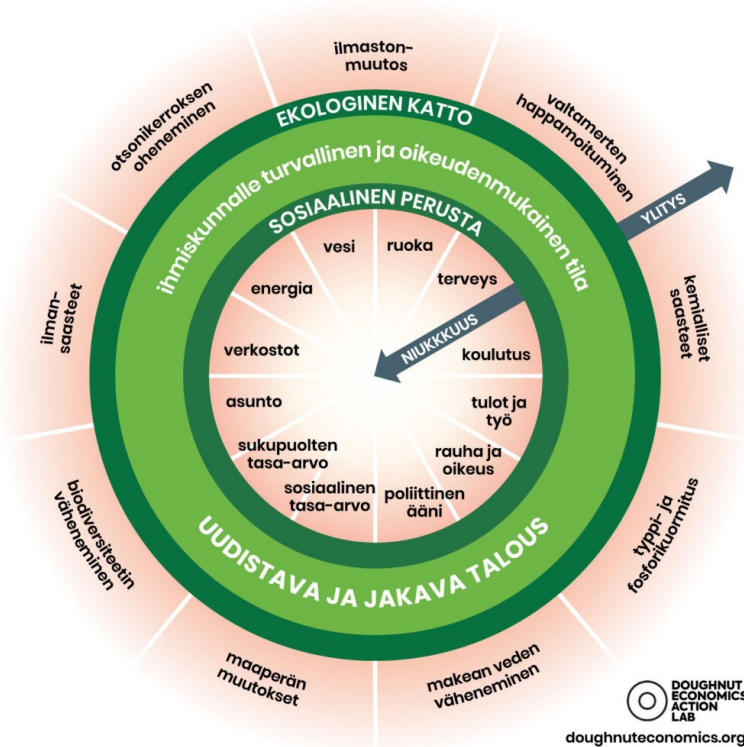 ilmaston-
muutos
valtamerten
happamoituminen
YLITYS
kemialliset
saasteet
typpi- ja
fosforikuormitus
makean veden
väheneminen
maaperän
muutokset
biodiversiteetin
väheneminen
ilman-
saasteet
otsonikerroksen
oheneminen
EKOLOGINEN KATTO
ihmiskunnalle turvallinen ja oikeudenmukainen tila
SOSIAALINEN PERUSTA
vesi
ruoka
energia
terveys
NIUKKKUUS
verkostot
koulutus
asunto
tulot ja
työ
sukupuolten
tasa-arvo
rauha ja
oikeus
sosiaalinen
tasa-arvo
poliittinen
ääni
UUDISTAVA JA JAKAVA TALOUS
DOUGHNUT
ECONOMICS
ACTION
LAB
doughnuteconomics.org